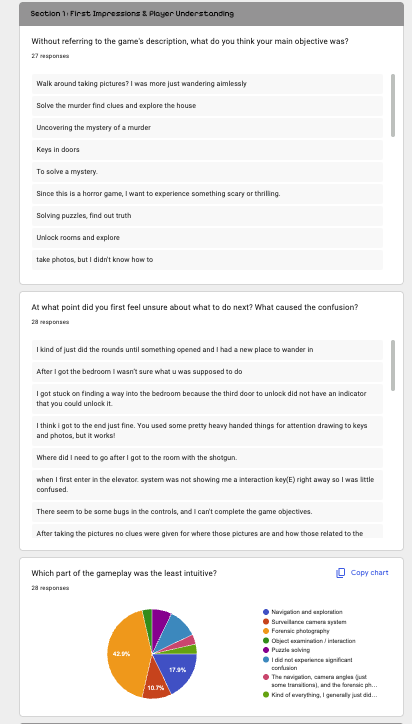 Section 1: First Impressions & Player Understanding
Without referring to the game's description, what do you think your main objective was?
27 responses
Walk around taking pictures? I was more just wandering aimlessly
Solve the murder find clues and explore the house
Uncovering the mystery of a murder
Keys in doors
To solve a mystery.
Since this is a horror game, I want to experience something scary or thrilling.
Solving puzzles, find out truth
Unlock rooms and explore
take photos, but I didn't know how to
At what point did you first feel unsure about what to do next? What caused the confusion?
28 responses
I kind of just did the rounds until something opened and I had a new place to wander in
After I got the bedroom I wasn't sure what u was supposed to do
I got stuck on finding a way into the bedroom because the third door to unlock did not have an indicator
that you could unlock it.
I think i got to the end just fine. You used some pretty heavy handed things for attention drawing to keys
and photos, but it works!
Where did I need to go after I got to the room with the shotgun.
when I first enter in the elevator. system was not showing me a interaction key(E) right away so I was little
confused.
There seem to be some bugs in the controls, and I can't complete the game objectives.
After taking the pictures no clues were given for where those pictures are and how those related to the
Which part of the gameplay was the least intuitive?
Copy chart
28 responses
42.9%
17.9%
10.7%
Navigation and exploration
Surveillance camera system
Forensic photography
Object examination / interaction
Puzzle solving
I did not experience significant
confusion
The navigation, camera angles (just
some transitions), and the forensic ph...
Kind of everything, I generally just did...